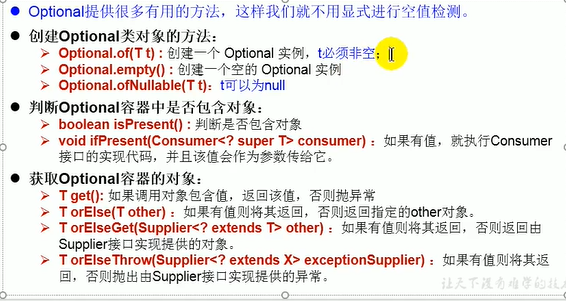 Optional提供很多有用的方法，这样我们就不用显式进行空值检测。
创建Optional类对象的方法：
Optional.of(T t) : 创建一个 Optional 实例，t必须非空；
Optional.empty() : 创建一个空的 Optional 实例
Optional.ofNullable(T t)：t可以为null
判断Optional容器中是否包含对象：
boolean isPresent() : 判断是否包含对象
void ifPresent(Consumer<? super T> consumer) ：如果有值，就执行Consumer
接口的实现代码，并且该值会作为参数传给它。
获取Optional容器的对象：
T get(): 如果调用对象包含值，返回该值，否则抛异常
T orElse(T other) ：如果有值则将其返回，否则返回指定的other对象。
T orElseGet(Supplier<? extends T> other) ：如果有值则将其返回，否则返回由
Supplier接口实现提供的对象。
T orElseThrow(Supplier<? extends X> exceptionSupplier) ：如果有值则将其返
回，否则抛出由Supplier接口实现提供的异常。
让天下没有难学的技术